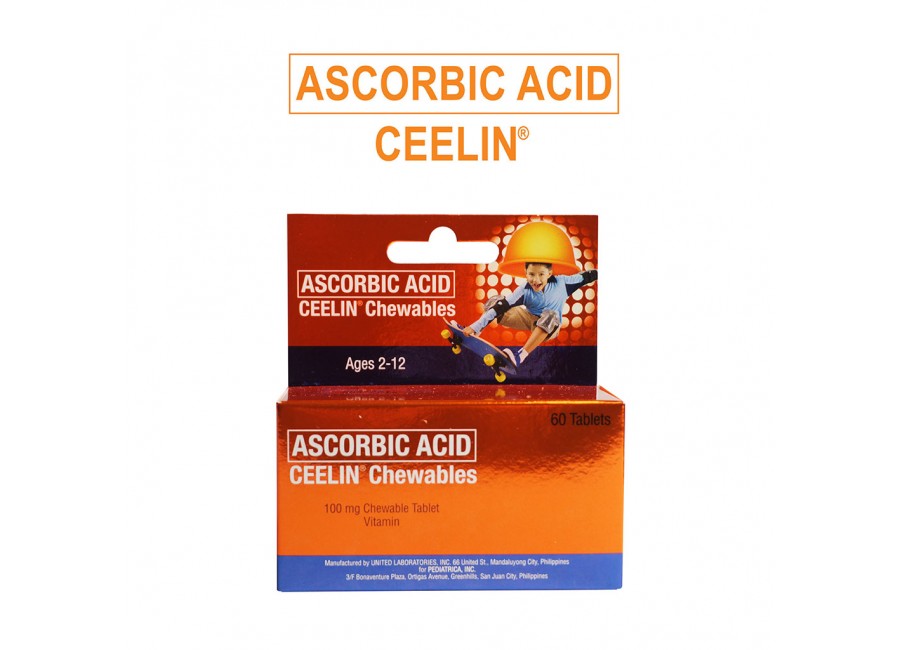 ASCORBIC ACID
CEELIN®
ASCORBIC ACID
CEELIN® Chewables
Ages 2-12
60 Tablets
ASCORBIC ACID
CEELIN® Chewables
100 mg Chewable Tablet
Vitamin
Manufactured by UNITED LABORATORIES, INC. 66 United St., Mandaluyong City, Philippines
for PEDIATRICA, INC.
3/F Bonaventure Plaza, Ortigas Avenue, Greenhills, San Juan City, Philippines